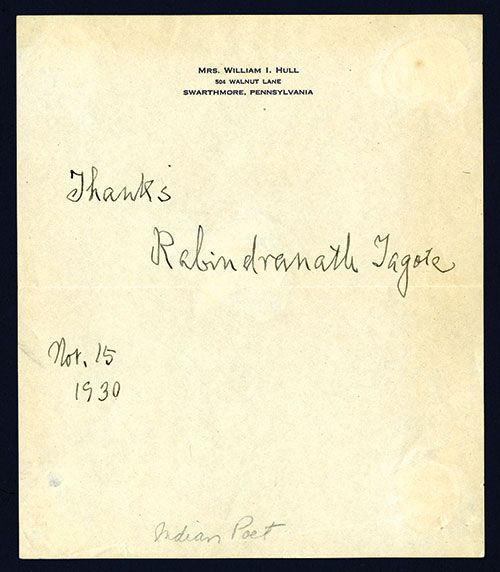 MRS. WILLIAM I. HULL
504 WALNUT LANE
SWARTHMORE, PENNSYLVANIA
Thanks
Rabindranath Tagore
Nov. 15
1930
Indian Poet